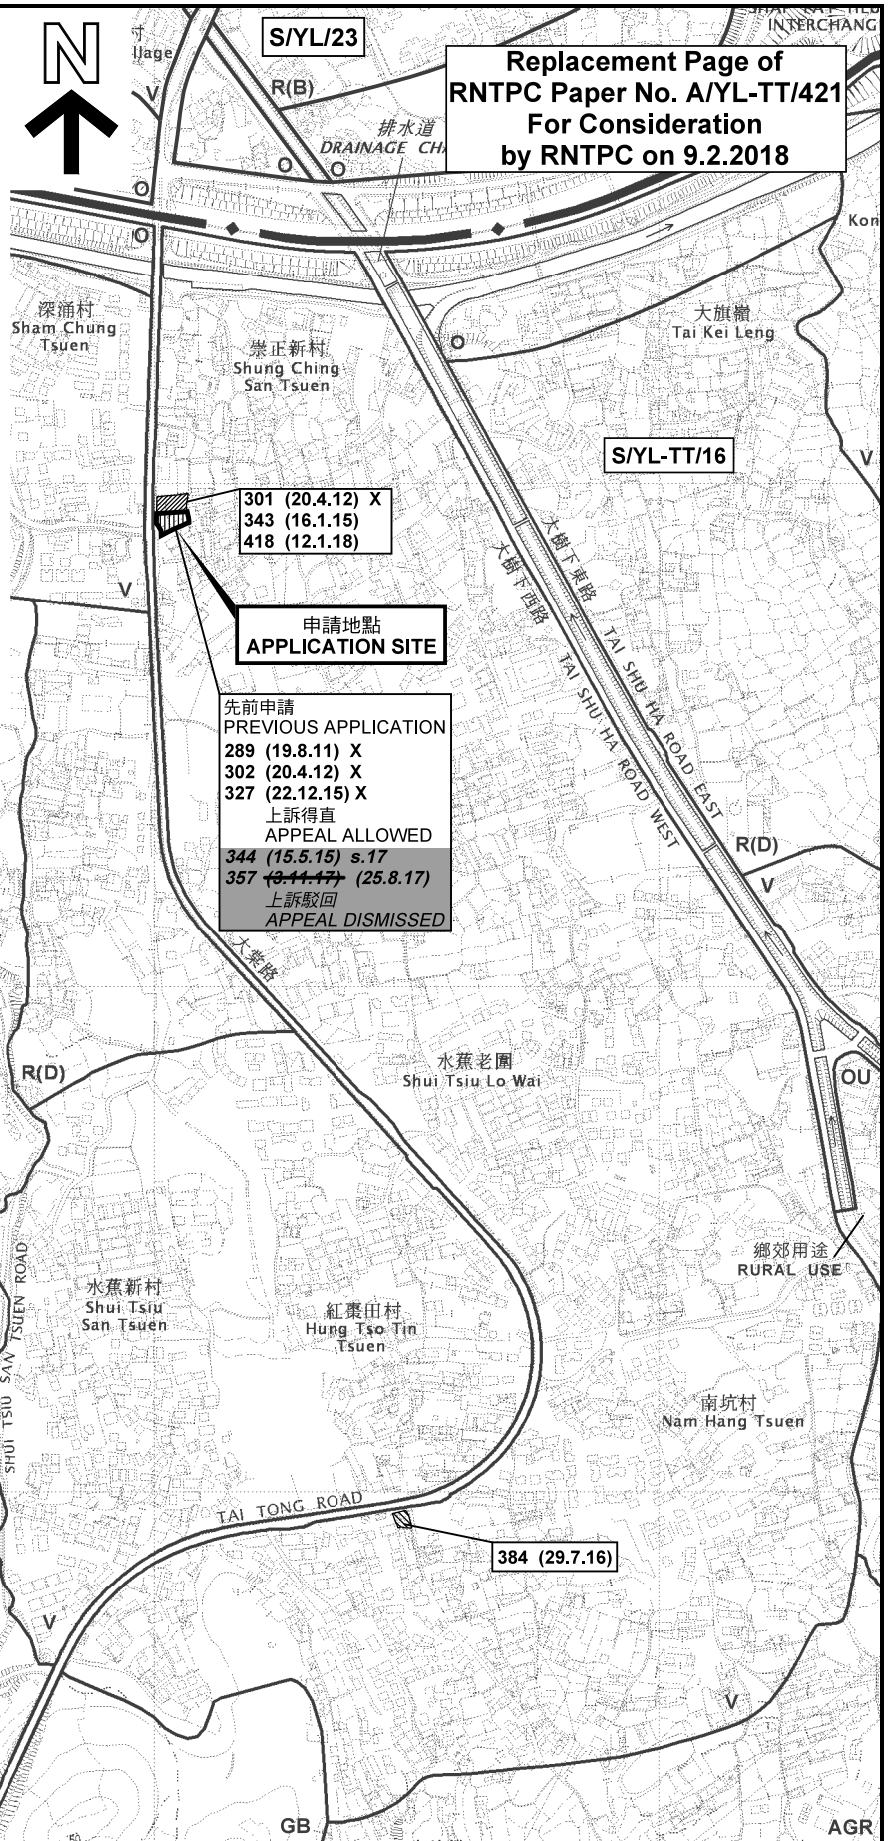 N
S/YL/23
INTERCHANG
村
llage
V
Replacement Page of
RNTPC Paper No. A/YL-TT/421
For Consideration
by RNTPC on 9.2.2018
R(B)
排水道
DRAINAGE CH
O
O
O
O
Kon
深涌村
Sham Chung
Tsuen
大旗嶺
Tai Kei Leng
崇正新村
Shung Ching
San Tsuen
O
S/YL-TT/16
V
301 (20.4.12) X
343 (16.1.15)
418 (12.1.18)
大樹下東路
大樹下西路
V
申請地點
APPLICATION SITE
TAI SHU HA ROAD EAST
TAI SHU HA ROAD WEST
先前申請
PREVIOUS APPLICATION
289 (19.8.11) X
302 (20.4.12) X
327 (22.12.15) X
上訴得直
APPEAL ALLOWED
344 (15.5.15) s.17
357 (3.11.17) (25.8.17)
上訴駁回
APPEAL DISMISSED
R(D)
V
大棠路
水蕉老圍
Shui Tsiu Lo Wai
R(D)
OU
鄉郊用途
RURAL USE
SHUI TSIU SAN TSUEN ROAD
水蕉新村
Shui Tsiu
San Tsuen
紅棗田村
Hung Tso Tin
Tsuen
南坑村
Nam Hang Tsuen
TAI TONG ROAD
384 (29.7.16)
V
V
GB
AGR